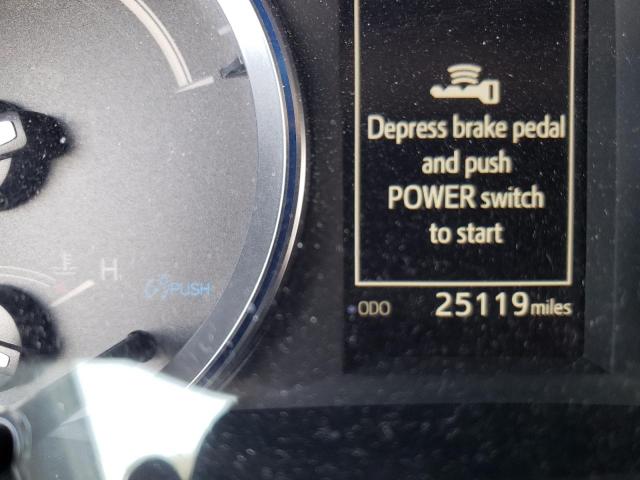 Depress brake pedal
and push
POWER switch
to start
H
PUSH
ODO 25119 miles